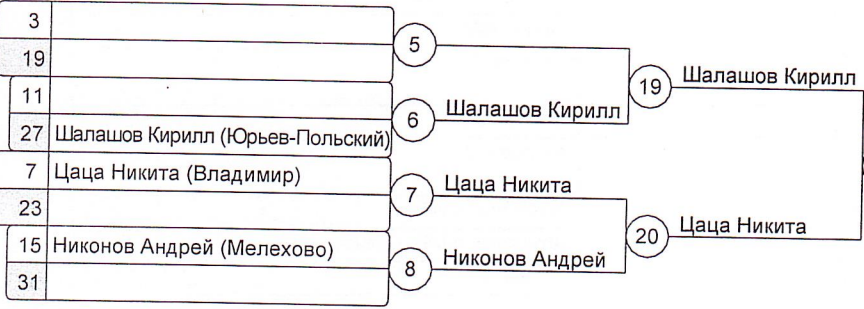 3
19
5
11
27 Шалашов Кирилл (Юрьев-Польский)
6 Шалашов Кирилл
19 Шалашов Кирилл
7 Цаца Никита (Владимир)
23
7 Цаца Никита
15 Никонов Андрей (Мелехово)
31
8 Никонов Андрей
20 Цаца Никита